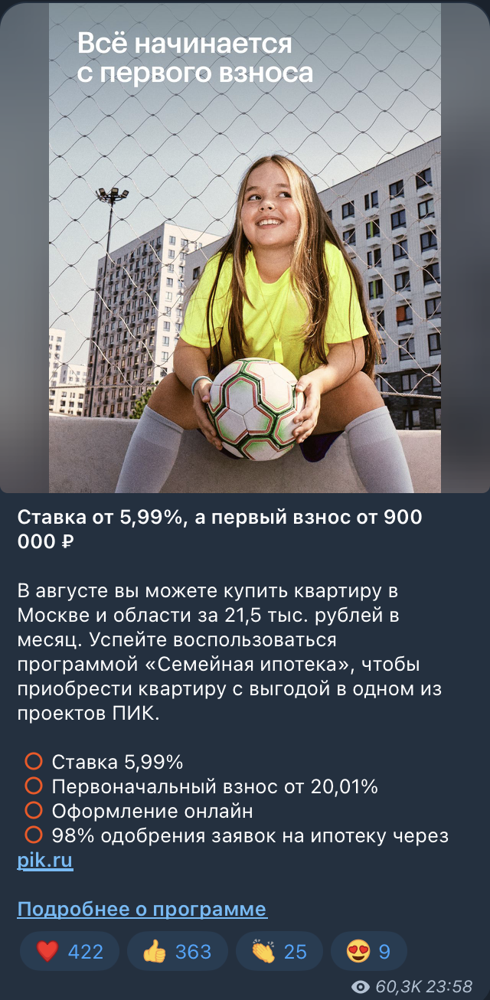 Всё начинается
с первого взноса
Ставка от 5,99%, а первый взнос от 900
000 ₽
В августе вы можете купить квартиру в
Москве и области за 21,5 тыс. рублей в
месяц. Успейте воспользоваться
программой «Семейная ипотека», чтобы
приобрести квартиру с выгодой в одном из
проектов ПИК.
⭕ Ставка 5,99%
⭕ Первоначальный взнос от 20,01%
⭕ Оформление онлайн
⭕ 98% одобрения заявок на ипотеку через
pik.ru
Подробнее о программе
❤️ 422 👍 363 👏 25 😍 9
60,3K 23:58